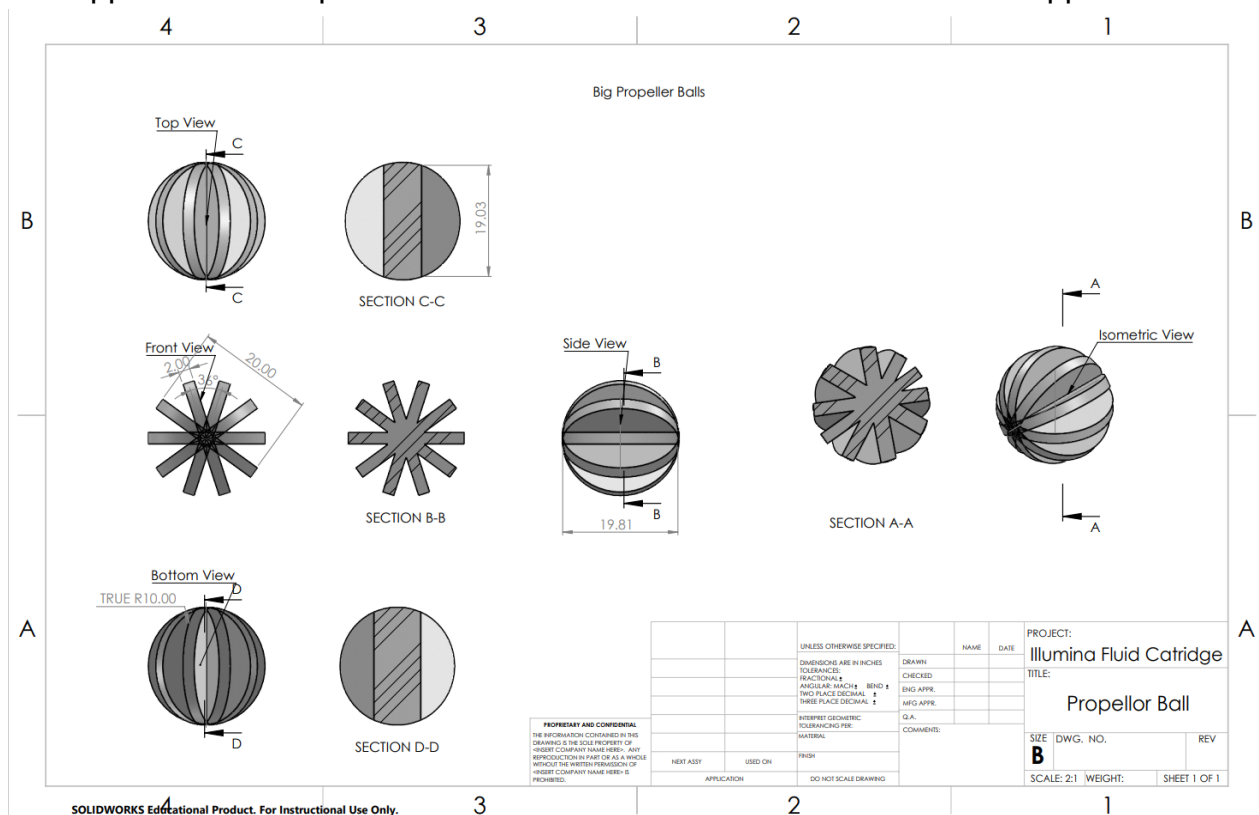 4 3 2 1
Big Propeller Balls
Top View
C
C
19.03
SECTION C-C
B
B
A
Isometric View
A
Front View
2.00
36°
20.00
SECTION B-B
Side View
B
B
19.81
SECTION A-A
Bottom View
TRUE R10.00
D
D
SECTION D-D
A
A
PROPRIETARY AND CONFIDENTIAL
THE INFORMATION CONTAINED IN THIS
DRAWING IS THE SOLE PROPERTY OF
<INSERT COMPANY NAME HERE>. ANY
REPRODUCTION IN PART OR AS A WHOLE
WITHOUT THE WRITTEN PERMISSION OF
<INSERT COMPANY NAME HERE> IS
PROHIBITED.
NEXT ASSY USED ON
APPLICATION
UNLESS OTHERWISE SPECIFIED:
DIMENSIONS ARE IN INCHES
TOLERANCES:
FRACTIONAL ±
ANGULAR: MACH ± BEND ±
TWO PLACE DECIMAL ±
THREE PLACE DECIMAL ±
INTERPRET GEOMETRIC
TOLERANCING PER:
MATERIAL
FINISH
DO NOT SCALE DRAWING
NAME DATE
DRAWN
CHECKED
ENG APPR.
MFG APPR.
Q.A.
COMMENTS:
PROJECT:
Illumina Fluid Catridge
TITLE:
Propellor Ball
SIZE DWG. NO. REV
B
SCALE: 2:1 WEIGHT: SHEET 1 OF 1
SOLIDWORKS Educational Product. For Instructional Use Only.
4 3 2 1